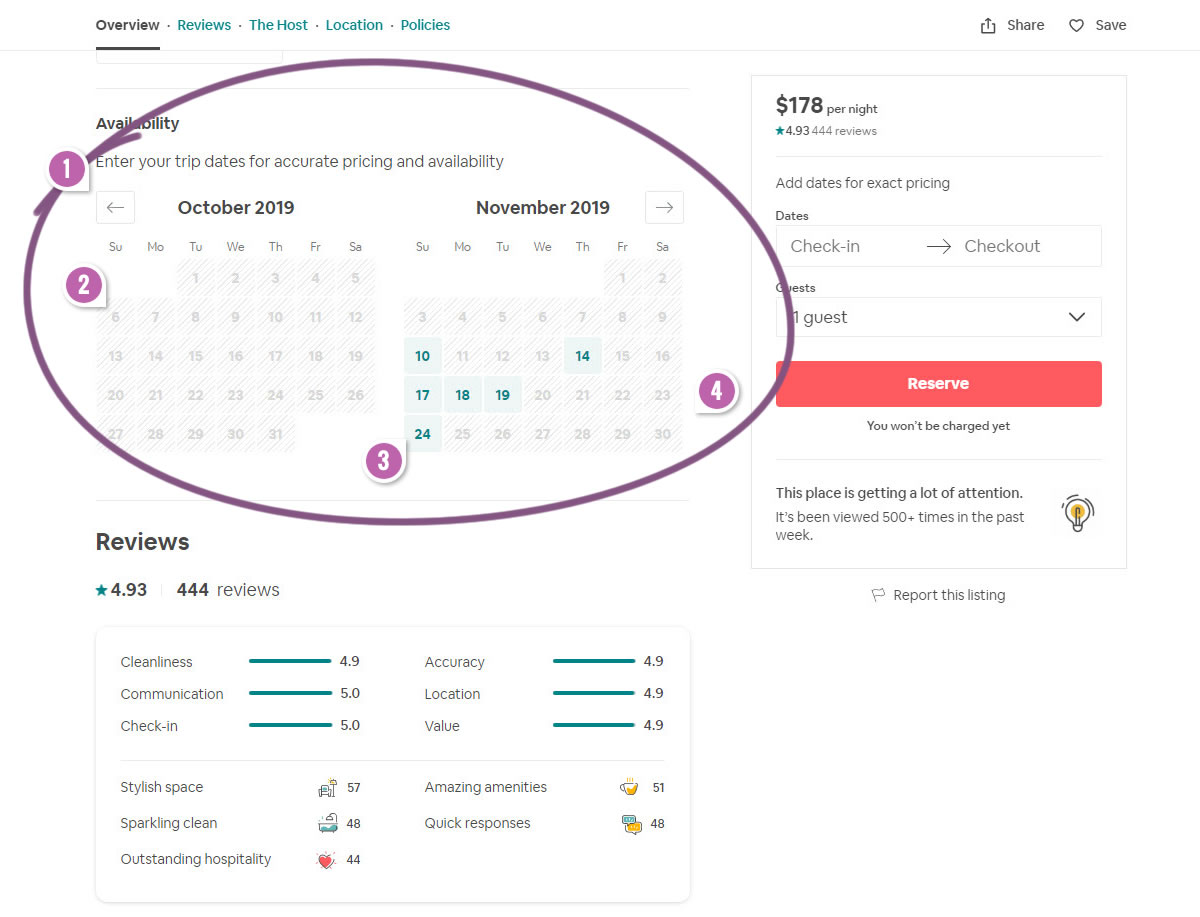 Overview · Reviews · The Host · Location · Policies
Share Save
Availability
Enter your trip dates for accurate pricing and availability
1
← October 2019
Su Mo Tu We Th Fr Sa
1 2 3 4 5
2
6 7 8 9 10 11 12
13 14 15 16 17 18 19
20 21 22 23 24 25 26
27 28 29 30 31
3
November 2019 →
Su Mo Tu We Th Fr Sa
1 2
3 4 5 6 7 8 9
10 11 12 13 14 15 16
17 18 19 20 21 22 23
4
24 25 26 27 28 29 30
$178 per night
★4.93 444 reviews
Add dates for exact pricing
Dates
Check-in → Checkout
Guests
1 guest
Reserve
You won't be charged yet
This place is getting a lot of attention.
It's been viewed 500+ times in the past
week.
Report this listing
Reviews
★ 4.93 444 reviews
Cleanliness 4.9 Accuracy 4.9
Communication 5.0 Location 4.9
Check-in 5.0 Value 4.9
Stylish space 57 Amazing amenities 51
Sparkling clean 48 Quick responses 48
Outstanding hospitality 44